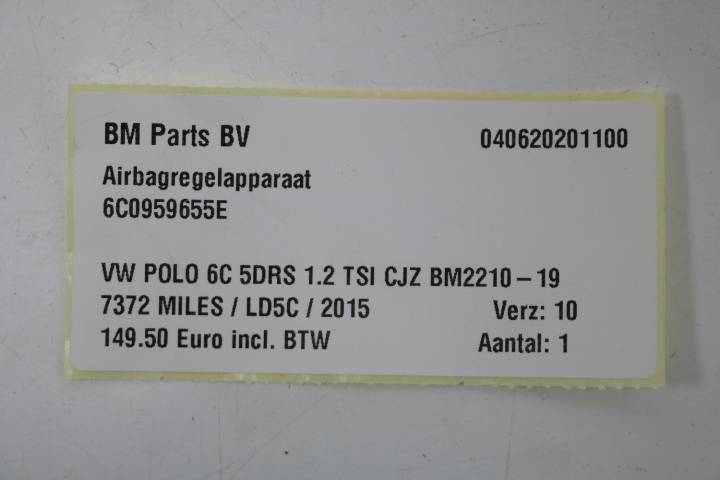 BM Parts BV 040620201100
Airbagregelapparaat
6C0959655E
VW POLO 6C 5DRS 1.2 TSI CJZ BM2210 – 19
7372 MILES / LD5C / 2015 Verz: 10
149.50 Euro incl. BTW Aantal: 1